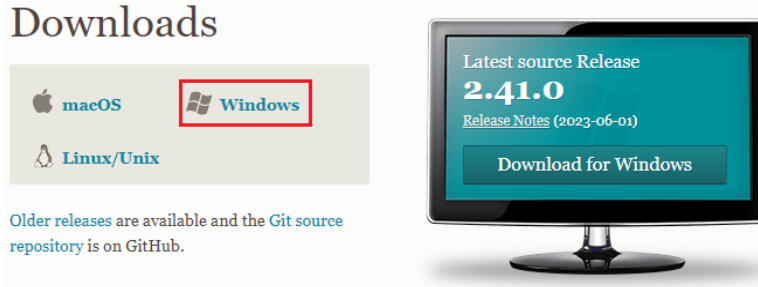 Downloads
macOS
Windows
Linux/Unix
Older releases are available and the Git source
repository is on GitHub.
Latest source Release
2.41.0
Release Notes (2023-06-01)
Download for Windows